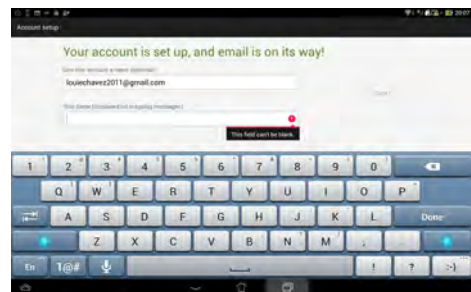 20:07
Account setup
Your account is set up, and email is on its way!
Give this account a name (optional)
louiechavez2011@gmail.com
Your name (displayed on outgoing messages)
This field can't be blank.
1 2 3 4 5 6 7 8 9 0
Q W E R T Y U I O P
A S D F G H J K L Done
Z X C V B N M , .
En 1@# ! ? :-)